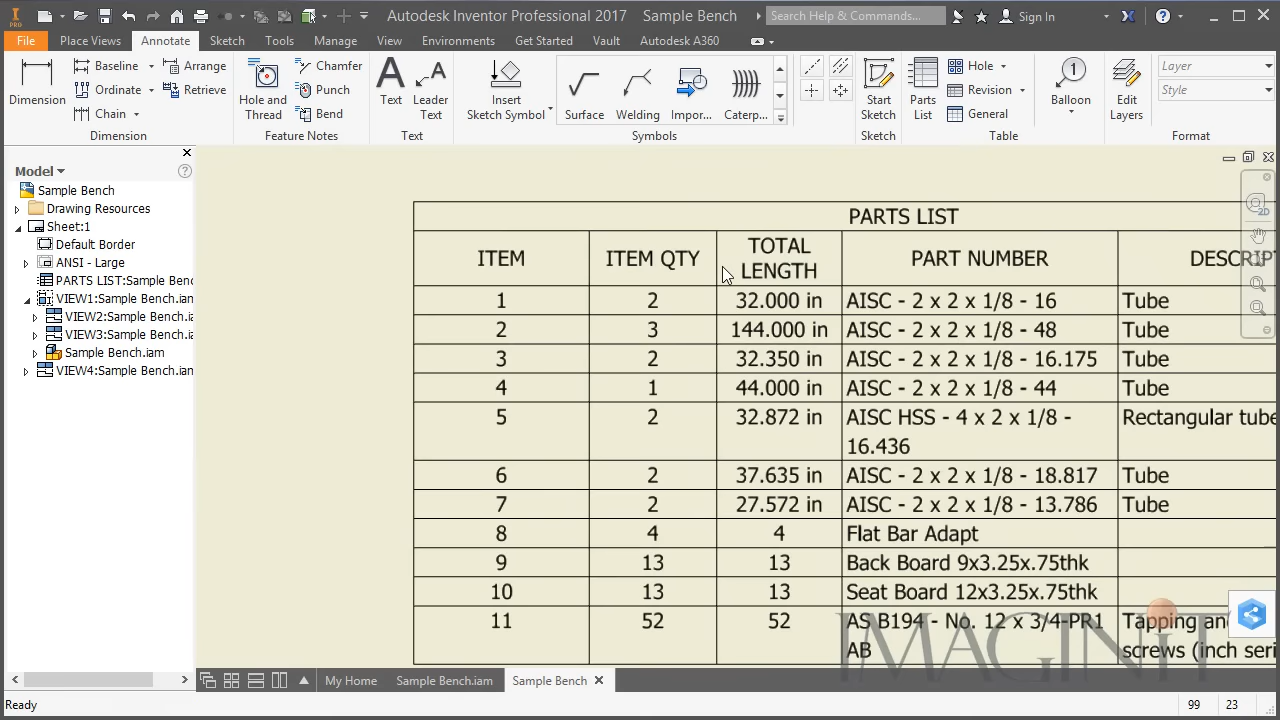 PRO
Autodesk Inventor Professional 2017 Sample Bench
Search Help & Commands...
Sign In
File Place Views Annotate Sketch Tools Manage View Environments Get Started Vault Autodesk A360
Dimension
Baseline
Ordinate
Chain
Arrange
Retrieve
Dimension
Hole and
Thread
Chamfer
Punch
Bend
Feature Notes
Text
Leader
Text
Text
Insert
Sketch Symbol
Surface
Welding
Impor...
Caterp...
Symbols
Start
Sketch
Sketch
Parts
List
Hole
Revision
General
Table
1
Balloon
Edit
Layers
Layer
Style
Format
Model
Sample Bench
Drawing Resources
Sheet:1
Default Border
ANSI - Large
PARTS LIST:Sample Benc
VIEW1:Sample Bench.iam
VIEW2:Sample Bench.ia
VIEW3:Sample Bench.ia
Sample Bench.iam
VIEW4:Sample Bench.iam
2D
PARTS LIST
ITEM ITEM QTY TOTAL LENGTH PART NUMBER DESCRIPT
1 2 32.000 in AISC - 2 x 2 x 1/8 - 16 Tube
2 3 144.000 in AISC - 2 x 2 x 1/8 - 48 Tube
3 2 32.350 in AISC - 2 x 2 x 1/8 - 16.175 Tube
4 1 44.000 in AISC - 2 x 2 x 1/8 - 44 Tube
5 2 32.872 in AISC HSS - 4 x 2 x 1/8 - Rectangular tube
16.436
6 2 37.635 in AISC - 2 x 2 x 1/8 - 18.817 Tube
7 2 27.572 in AISC - 2 x 2 x 1/8 - 13.786 Tube
8 4 4 Flat Bar Adapt
9 13 13 Back Board 9x3.25x.75thk
10 13 13 Seat Board 12x3.25x.75thk
11 52 52 AS B194 - No. 12 x 3/4-PR1 Tapping an
AB screws (inch seri
IMAGINiT
My Home Sample Bench.iam Sample Bench
Ready
99 23